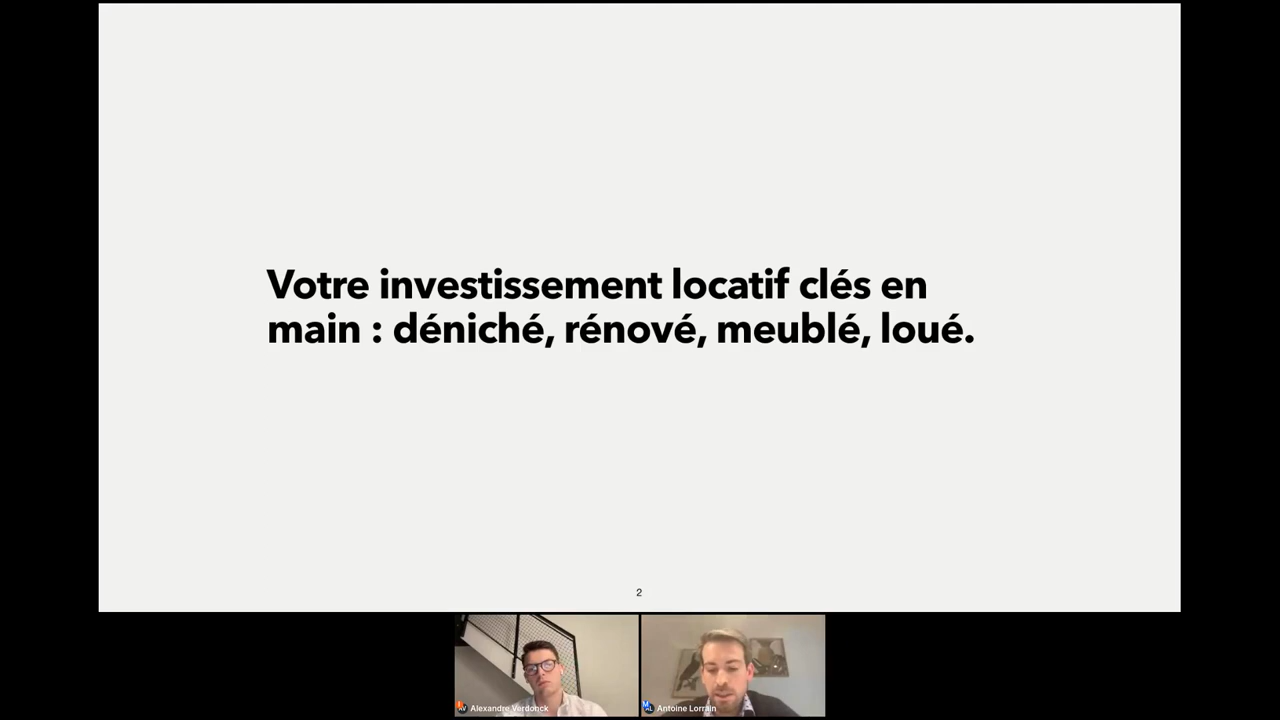 Votre investissement locatif clés en
main : déniché, rénové, meublé, loué.
2
Alexandre Verdonck
Antoine Lorrain